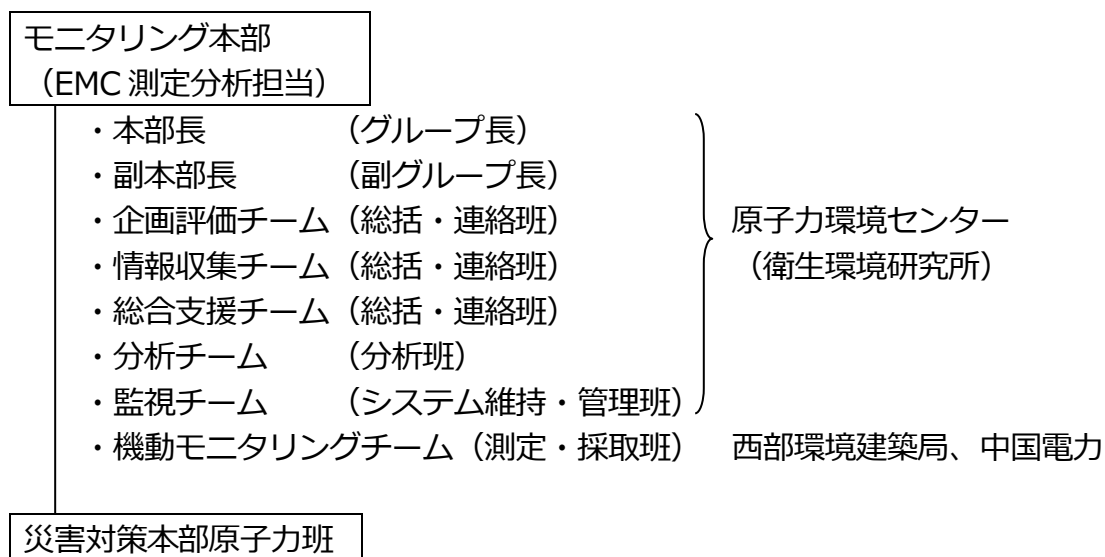 モニタリング本部
（EMC 測定分析担当）
・本部長　　　　（グループ長）
・副本部長　　　（副グループ長）
・企画評価チーム（総括・連絡班）　　原子力環境センター
・情報収集チーム（総括・連絡班）　　（衛生環境研究所）
・総合支援チーム（総括・連絡班）
・分析チーム　　（分析班）
・監視チーム　　（システム維持・管理班）
・機動モニタリングチーム（測定・採取班）　西部環境建築局、中国電力
災害対策本部原子力班